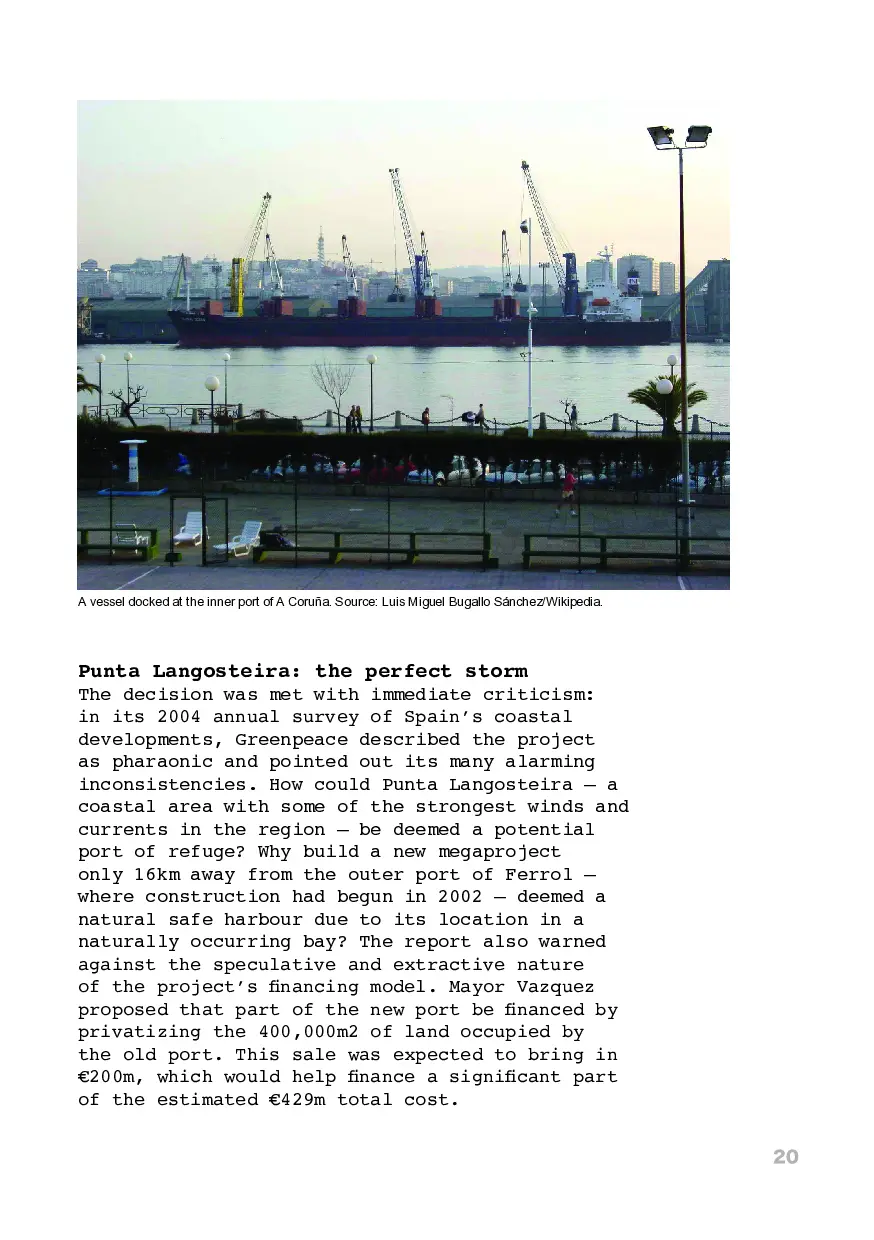 A vessel docked at the inner port of A Coruña. Source: Luis Miguel Bugallo Sánchez/Wikipedia.
Punta Langosteira: the perfect storm
The decision was met with immediate criticism:
in its 2004 annual survey of Spain’s coastal
developments, Greenpeace described the project
as pharaonic and pointed out its many alarming
inconsistencies. How could Punta Langosteira — a
coastal area with some of the strongest winds and
currents in the region — be deemed a potential
port of refuge? Why build a new megaproject
only 16km away from the outer port of Ferrol —
where construction had begun in 2002 — deemed a
natural safe harbour due to its location in a
naturally occurring bay? The report also warned
against the speculative and extractive nature
of the project’s financing model. Mayor Vazquez
proposed that part of the new port be financed by
privatizing the 400,000m2 of land occupied by
the old port. This sale was expected to bring in
€200m, which would help finance a significant part
of the estimated €429m total cost.
20